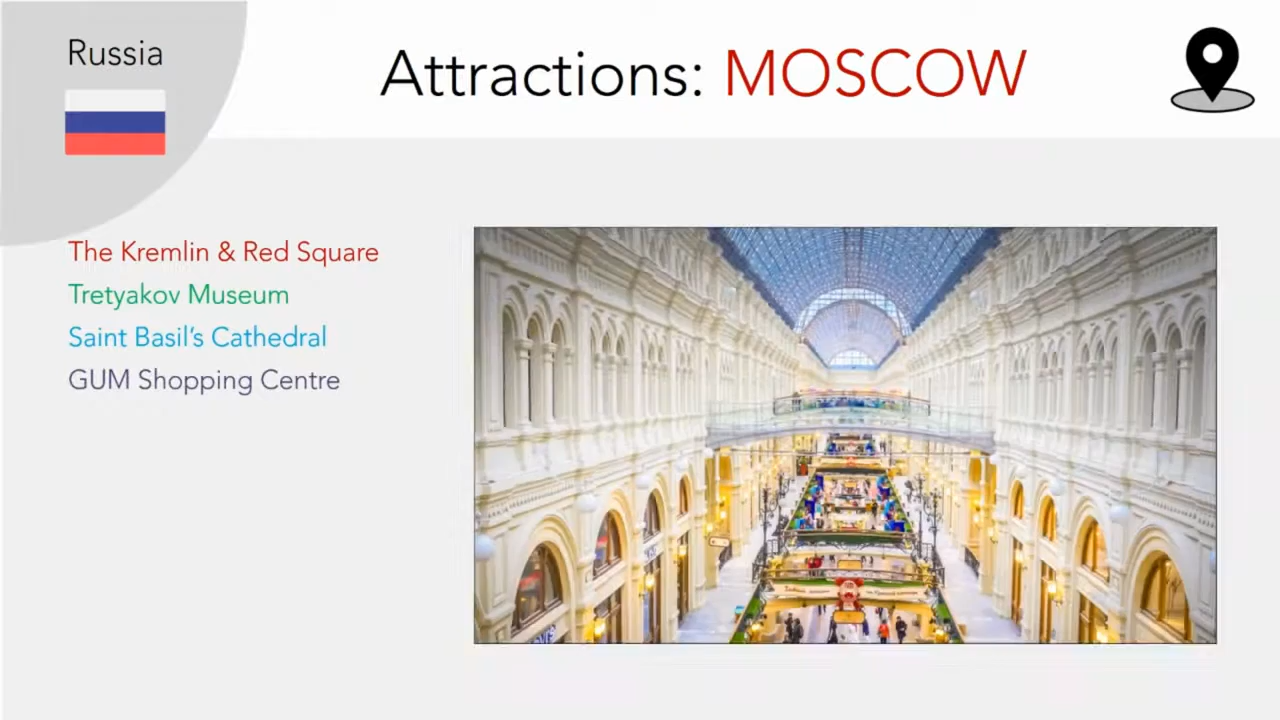 Russia
Attractions: MOSCOW
The Kremlin & Red Square
Tretyakov Museum
Saint Basil's Cathedral
GUM Shopping Centre